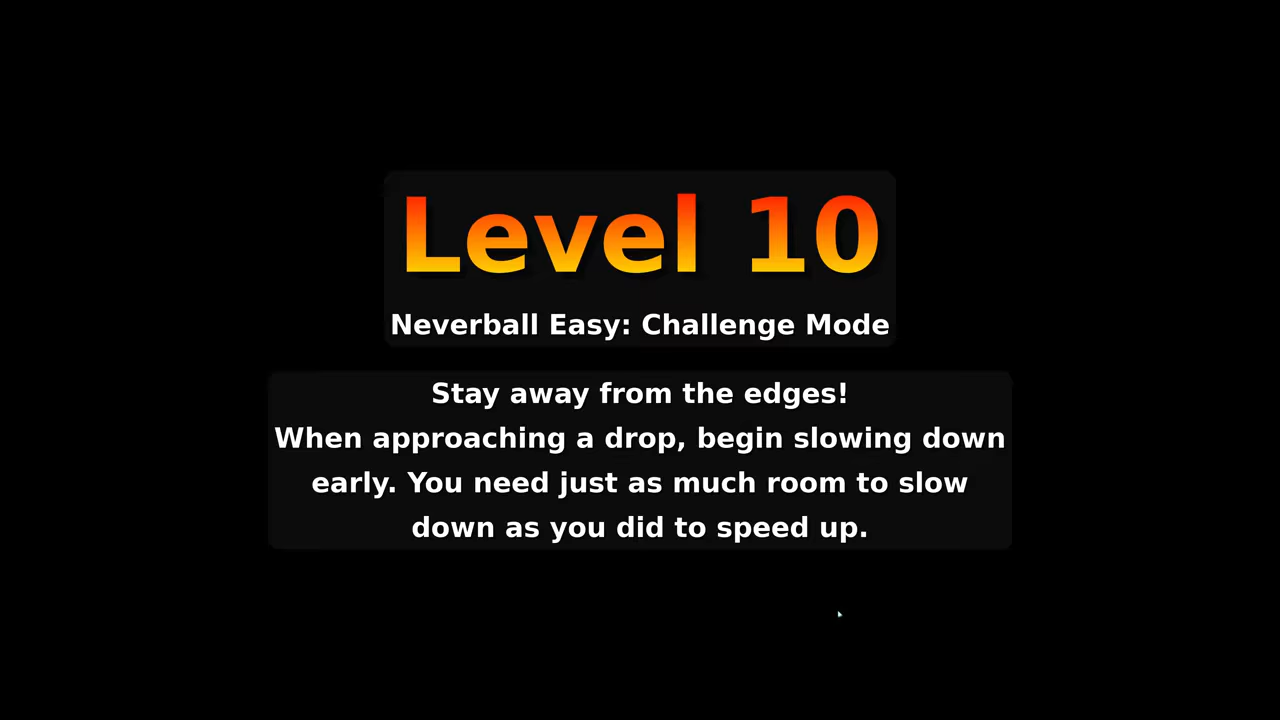 Level 10
Neverball Easy: Challenge Mode
Stay away from the edges!
When approaching a drop, begin slowing down
early. You need just as much room to slow
down as you did to speed up.